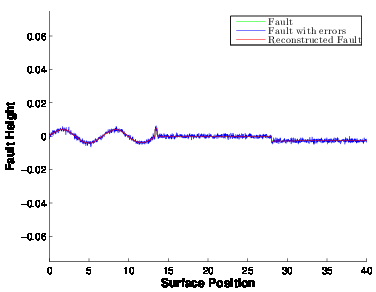 Fault
Fault with errors
Reconstructed Fault
0.06
0.04
0.02
0
−0.02
−0.04
−0.06
Fault Height
0 5 10 15 20 25 30 35 40
Surface Position